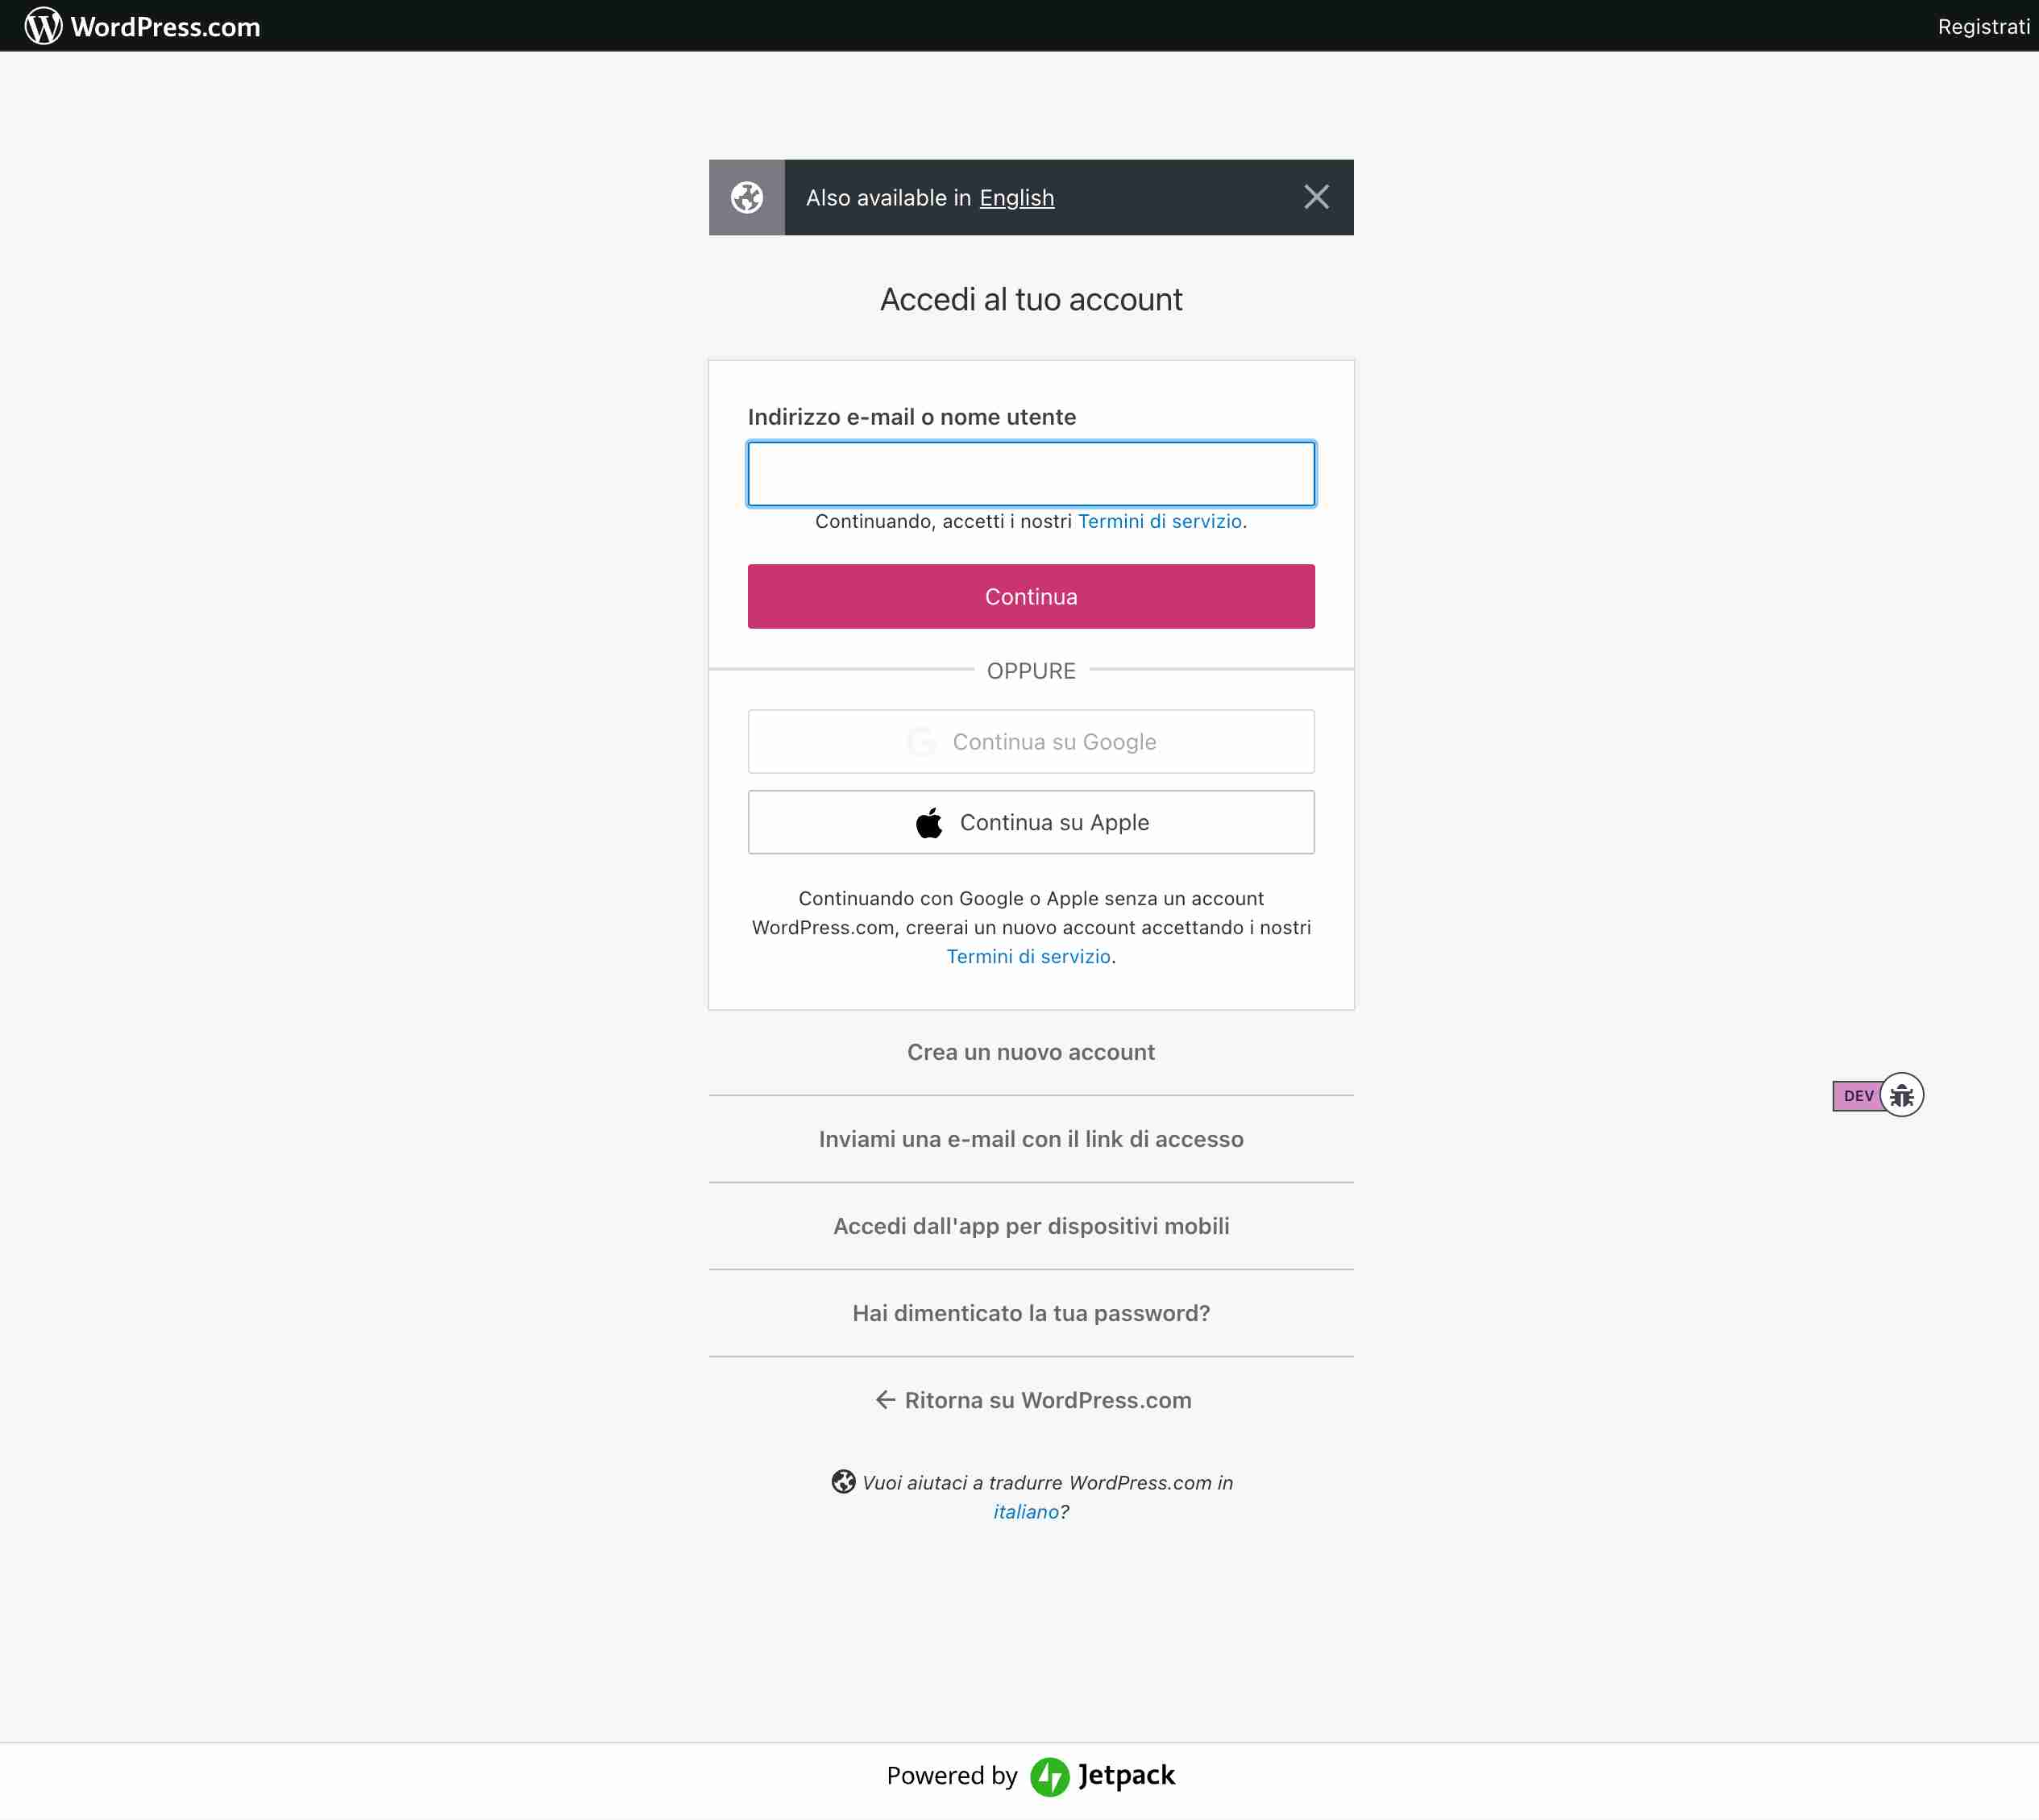 WordPress.com
Registrati
Also available in English
Accedi al tuo account
Indirizzo e-mail o nome utente
Continuando, accetti i nostri Termini di servizio.
Continua
OPPURE
Continua su Google
Continua su Apple
Continuando con Google o Apple senza un account
WordPress.com, creerai un nuovo account accettando i nostri
Termini di servizio.
Crea un nuovo account
DEV
Inviami una e-mail con il link di accesso
Accedi dall'app per dispositivi mobili
Hai dimenticato la tua password?
Ritorna su WordPress.com
Vuoi aiutaci a tradurre WordPress.com in
italiano?
Powered by Jetpack